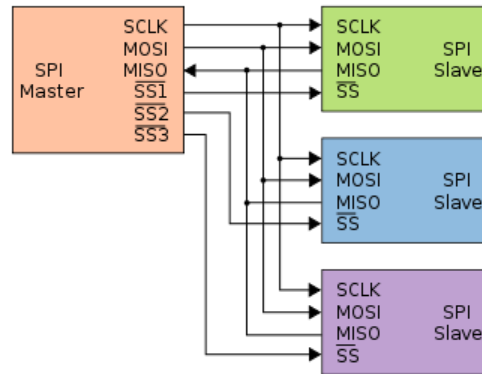 SCLK
MOSI
SPI MISO
Master SS1
SS2
SS3
SCLK
MOSI SPI
MISO Slave
SS
SCLK
MOSI SPI
MISO Slave
SS
SCLK
MOSI SPI
MISO Slave
SS